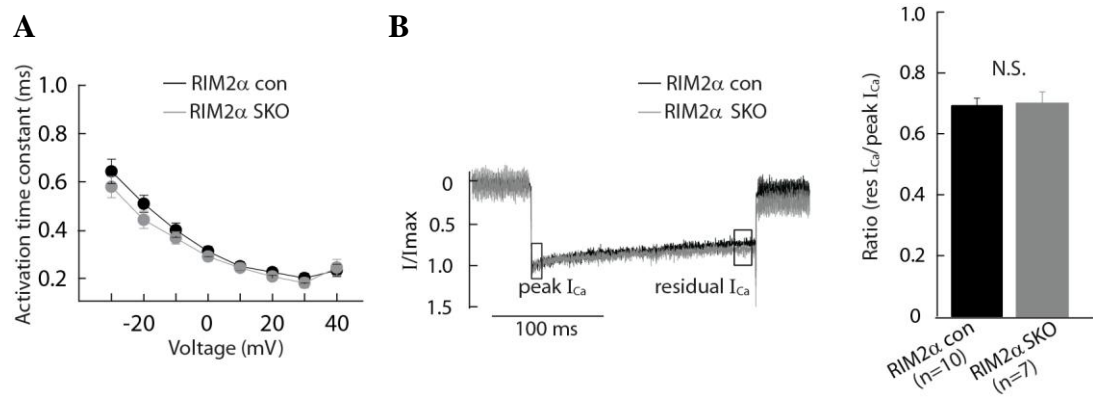 A
Activation time constant (ms)
1.0
0.8
0.6
0.4
0.2
RIM2α con
RIM2α SKO
-20
0
20
40
Voltage (mV)
B
RIM2α con
RIM2α SKO
I/Imax
0
0.5
1.0
1.5
peak ICa
residual ICa
100 ms
Ratio (res ICa/peak ICa)
1.0
0.8
0.6
0.4
0.2
0
N.S.
RIM2α con
(n=10)
RIM2α SKO
(n=7)